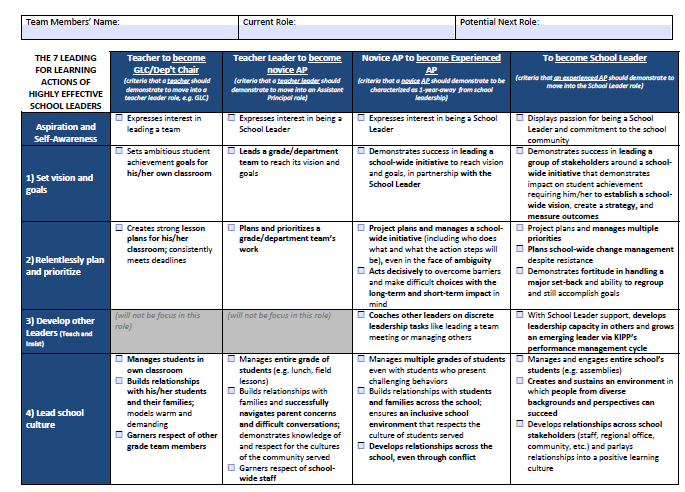 Team Members' Name:
Current Role:
Potential Next Role:
THE 7 LEADING
FOR LEARNING
ACTIONS OF
HIGHLY EFFECTIVE
SCHOOL LEADERS
Teacher to become
GLC/Dep't Chair
(criteria that a teacher should
demonstrate to move into a
teacher leader role, e.g. GLC)
Teacher Leader to become
novice AP
(criteria that a teacher leader should
demonstrate to move into an Assistant
Principal role)
Novice AP to become Experienced
AP
(criteria that a novice AP should demonstrate to be
characterized as 1-year-away from school
leadership)
To become School Leader
(criteria that an experienced AP should demonstrate to
move into the School Leader role)
Aspiration and
Self-Awareness
Expresses interest in
leading a team
Expresses interest in being a
School Leader
Expresses interest in being a School
Leader
Displays passion for being a School
Leader and commitment to the school
community
1) Set vision and
goals
Sets ambitious student
achievement goals for
his/her own classroom
Leads a grade/department
team to reach its vision and
goals
Demonstrates success in leading a
school-wide initiative to reach vision
and goals, in partnership with the
School Leader
Demonstrates success in leading a
group of stakeholders around a school-
wide initiative that demonstrates
impact on student achievement
requiring him/her to establish a school-
wide vision, create a strategy, and
measure outcomes
2) Relentlessly plan
and prioritize
Creates strong lesson
plans for his/her
classroom; consistently
meets deadlines
Plans and prioritizes a
grade/department team's
work
Project plans and manages a school-
wide initiative (including who does
what and what the action steps will
be), even in the face of ambiguity
Acts decisively to overcome barriers
and make difficult choices with the
long-term and short-term impact in
mind
Project plans and manages multiple
priorities
Plans school-wide change management
despite resistance
Demonstrates fortitude in handling a
major set-back and ability to regroup
and still accomplish goals
3) Develop other
Leaders (Teach and
Insist)
(will not be focus in this
role)
(will not be focus in this
role)
Coaches other leaders on discrete
leadership tasks like leading a team
meeting or managing others
With School Leader support, develops
leadership capacity in others and grows
an emerging leader via KIPP's
performance management cycle
4) Lead school
culture
Manages students in
own classroom
Builds relationships
with his/her students
and their families;
models warm and
demanding
Garners respect of other
grade team members
Manages entire grade of
students (e.g. lunch, field
lessons)
Builds relationships with
families and successfully
navigates parent concerns
and difficult conversations;
demonstrates knowledge of
and respect for the cultures
of the community served
Garners respect of school-
wide staff
Manages multiple grades of students
even with students who present
challenging behaviors
Builds relationships with students
and families across the school;
ensures an inclusive school
environment that respects the
culture of students served
Develops relationships across the
school, even through conflict
Manages and engages entire school's
students (e.g. assemblies)
Creates and sustains an environment in
which people from diverse
backgrounds and perspectives can
succeed
Develops relationships across school
stakeholders (staff, regional office,
community, etc.) and parlays
relationships into a positive learning
culture